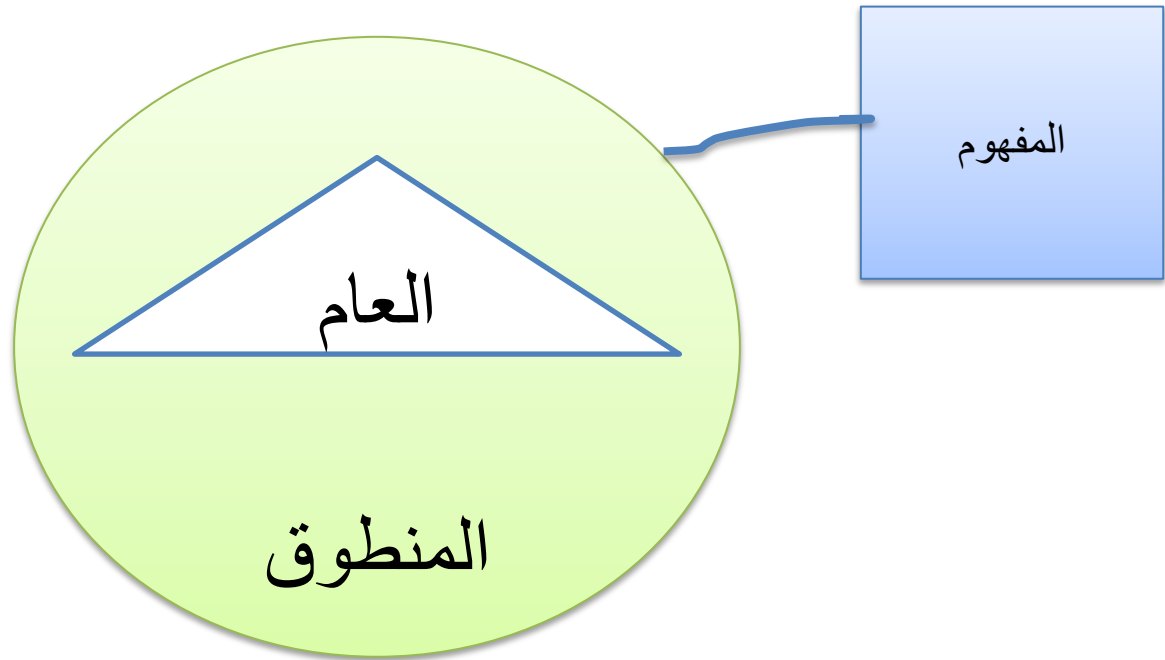 المفهوم
العام
المنطوق